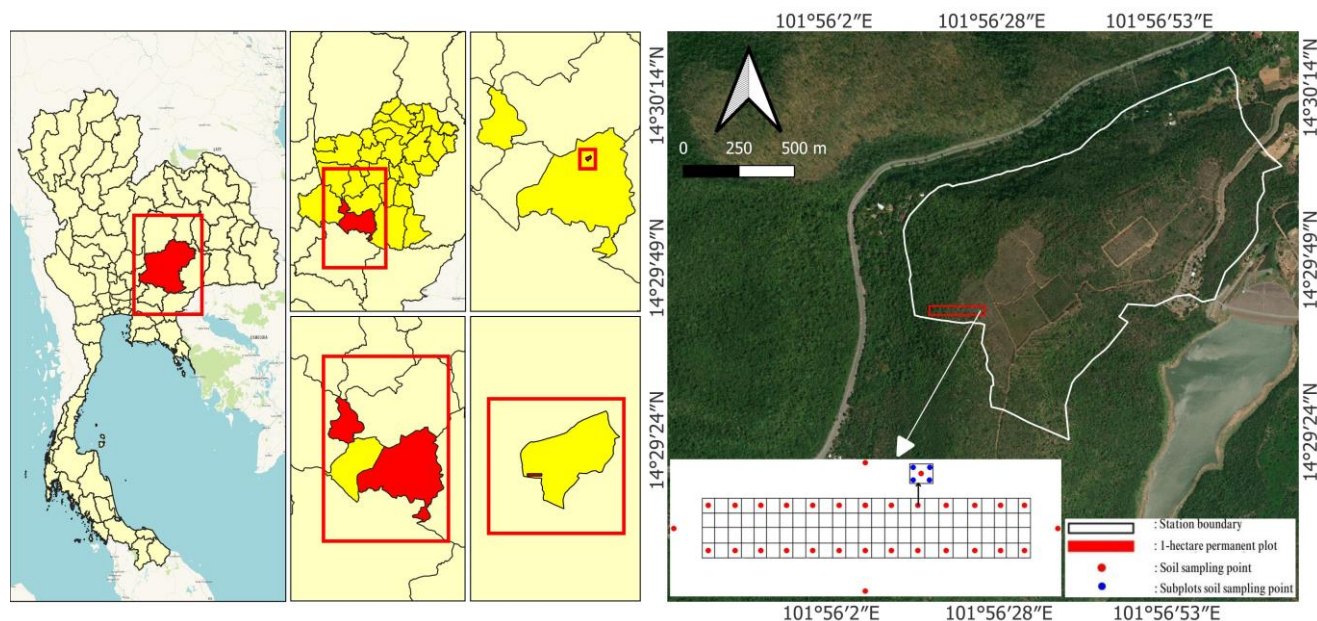 101°56′2″E 101°56′28″E 101°56′53″E
14°30′14″N
14°29′49″N
14°29′24″N
14°30′14″N
14°29′49″N
14°29′24″N
0 250 500 m
: Station boundary
: 1-hectare permanent plot
: Soil sampling point
: Subplots soil sampling point
101°56′2″E 101°56′28″E 101°56′53″E